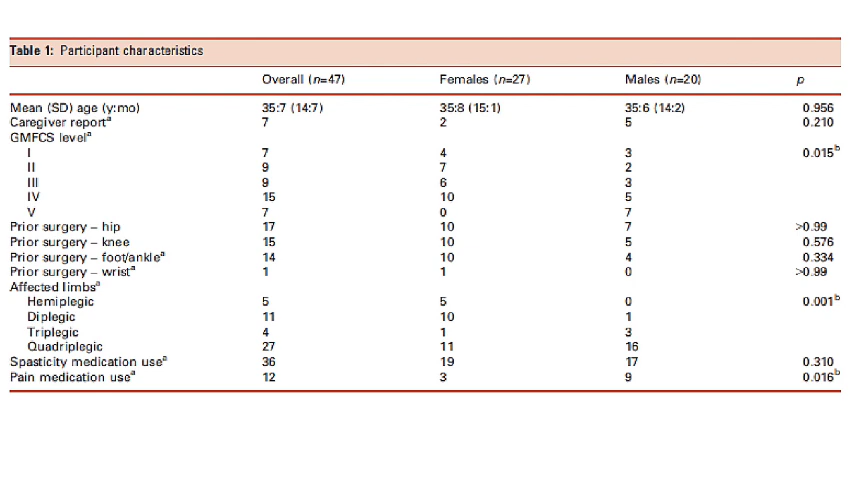 Table 1: Participant characteristics
Overall (n=47) Females (n=27) Males (n=20) p
Mean (SD) age (y:mo) 35:7 (14:7) 35:8 (15:1) 35:6 (14:2) 0.956
Caregiver reportᵃ 7 2 5 0.210
GMFCS levelᵃ
I 7 4 3 0.015ᵇ
II 9 7 2
III 9 6 3
IV 15 10 5
V 7 0 7
Prior surgery – hip 17 10 7 >0.99
Prior surgery – knee 15 10 5 0.576
Prior surgery – foot/ankleᵃ 14 10 4 0.334
Prior surgery – wristᵃ 1 1 0 >0.99
Affected limbsᵃ
Hemiplegic 5 5 0 0.001ᵇ
Diplegic 11 10 1
Triplegic 4 1 3
Quadriplegic 27 11 16
Spasticity medication useᵃ 36 19 17 0.310
Pain medication useᵃ 12 3 9 0.016ᵇ